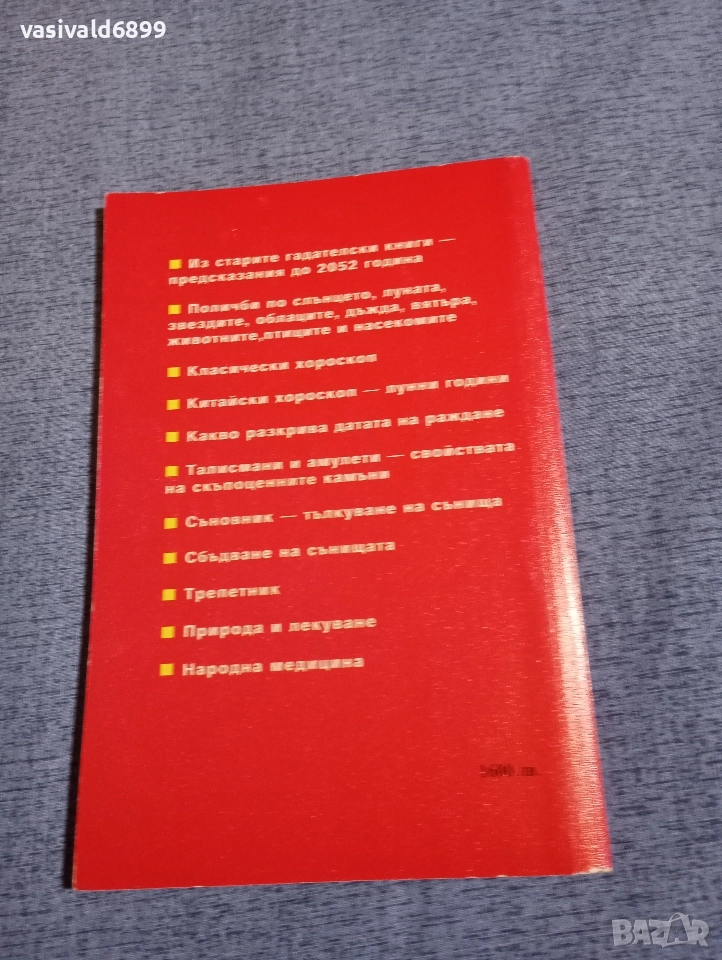 vasivald6899
Из старите гадателски книги —
предсказания до 2052 година
Поличби по слънцето, луната,
звездите, облаците, дъжда, вятъра,
животните,птиците и насекомите
Класически хороскоп
Китайски хороскоп — лунни години
Какво разкрива датата на раждане
Талисмани и амулети — свойствата
на скъпоценните камъни
Съновник — тълкуване на сънища
Сбъдване на сънищата
Трепетник
Природа и лекуване
Народна медицина
BAZAR